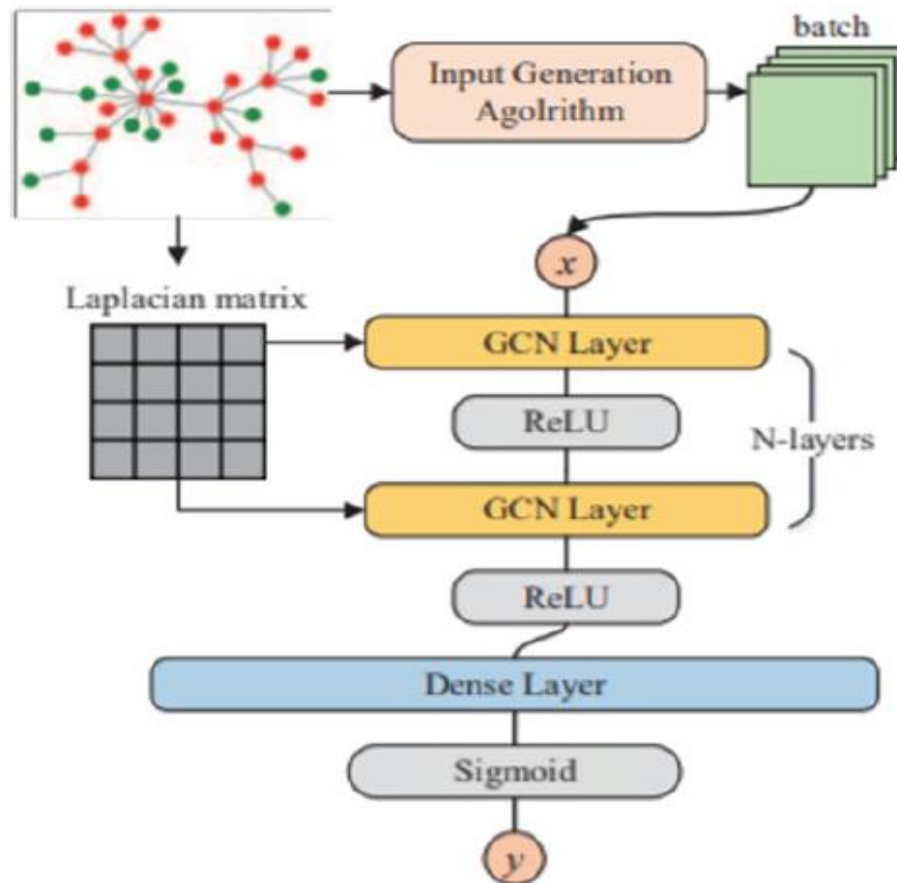 batch
Input Generation
Agolrithm
x
Laplacian matrix
GCN Layer
ReLU
N-layers
GCN Layer
ReLU
Dense Layer
Sigmoid
y